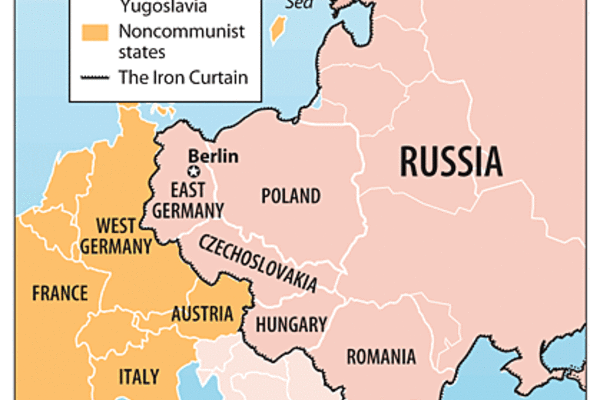 Sea
Yugoslavia
Noncommunist
states
The Iron Curtain
Berlin
RUSSIA
EAST
GERMANY
POLAND
WEST
GERMANY
CZECHOSLOVAKIA
FRANCE
AUSTRIA
HUNGARY
ROMANIA
ITALY